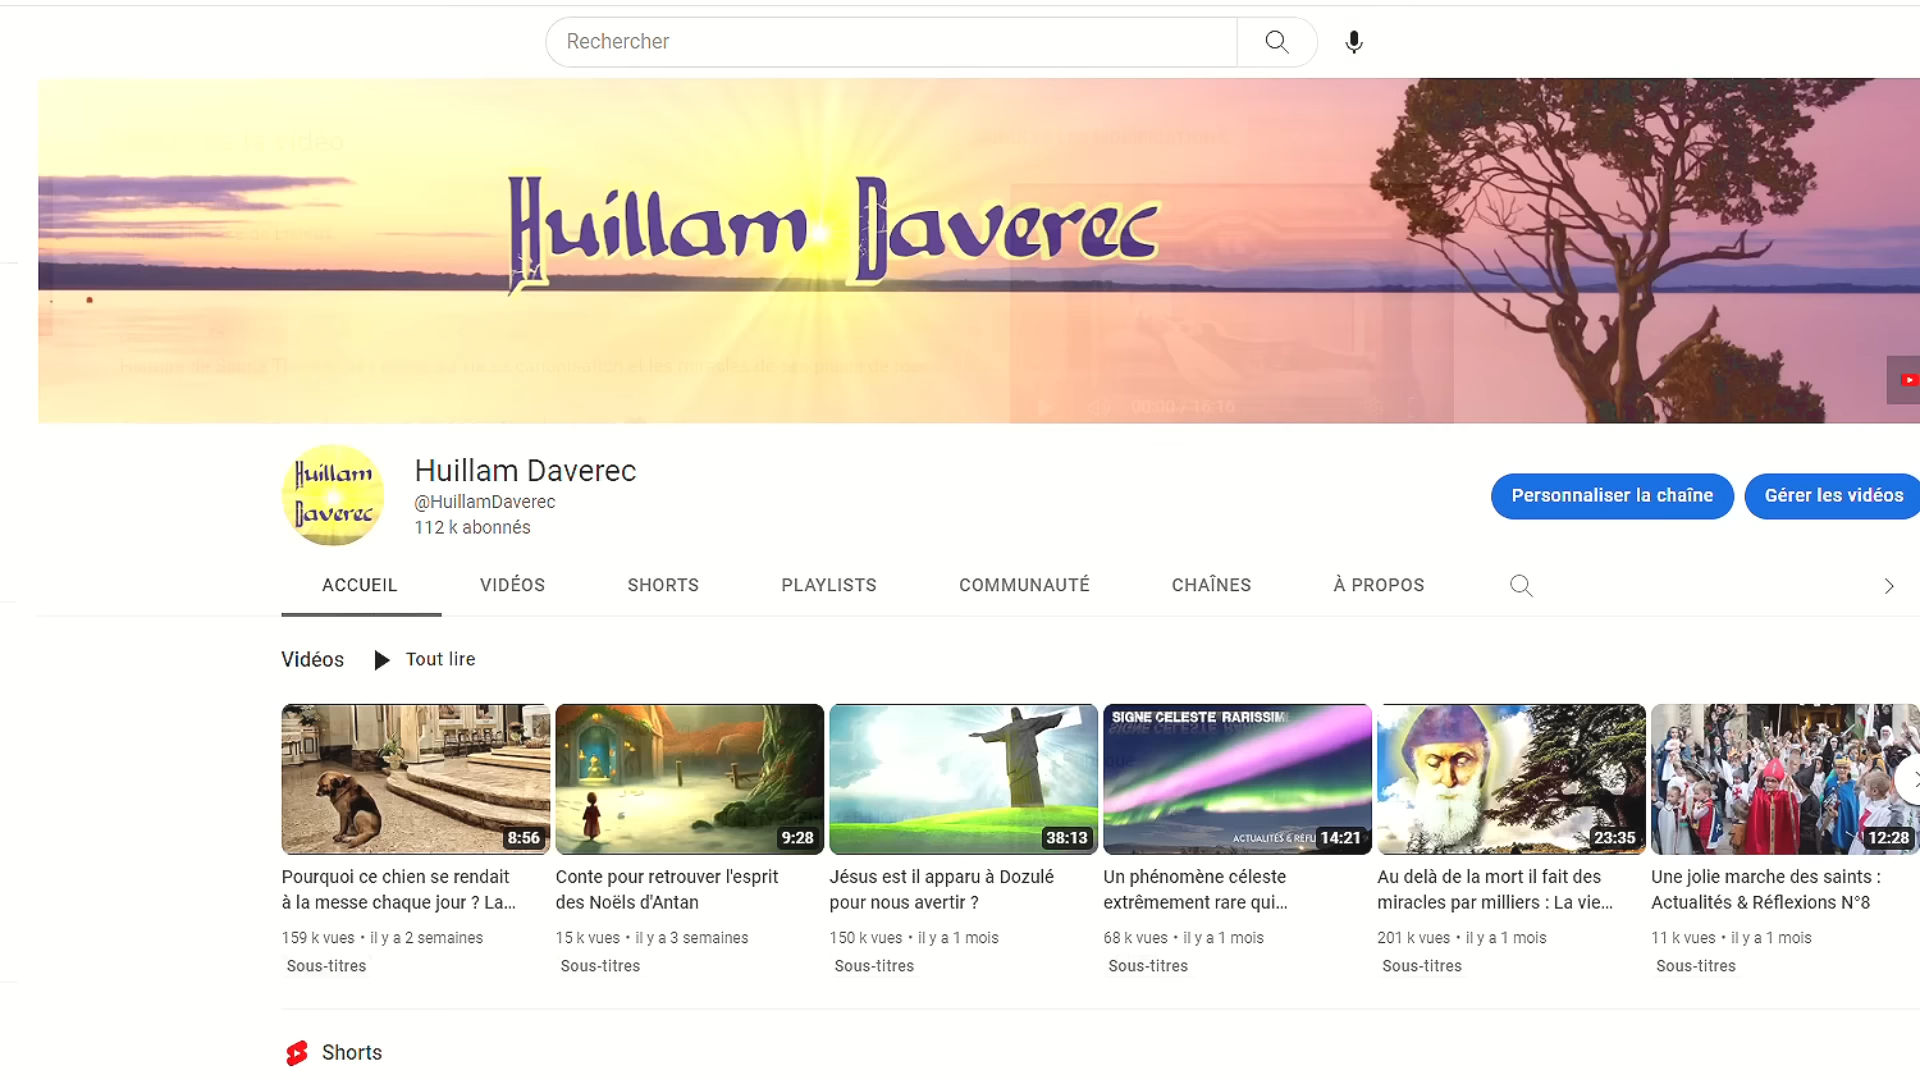 Rechercher
Huillam Daverec
Huillam
Daverec
Huillam Daverec
@HuillamDaverec
112 k abonnés
Personnaliser la chaîne
Gérer les vidéos
ACCUEIL
VIDÉOS
SHORTS
PLAYLISTS
COMMUNAUTÉ
CHAÎNES
À PROPOS
Vidéos
Tout lire
8:56
9:28
38:13
SIGNE CELESTE RARISSIM
ACTUALITÉS & RÉFL
14:21
23:35
12:28
Pourquoi ce chien se rendait
à la messe chaque jour ? La...
159 k vues • il y a 2 semaines
Sous-titres
Conte pour retrouver l'esprit
des Noëls d'Antan
15 k vues • il y a 3 semaines
Sous-titres
Jésus est il apparu à Dozulé
pour nous avertir ?
150 k vues • il y a 1 mois
Sous-titres
Un phénomène céleste
extrêmement rare qui...
68 k vues • il y a 1 mois
Sous-titres
Au delà de la mort il fait des
miracles par milliers : La vie...
201 k vues • il y a 1 mois
Sous-titres
Une jolie marche des saints :
Actualités & Réflexions N°8
11 k vues • il y a 1 mois
Sous-titres
Shorts